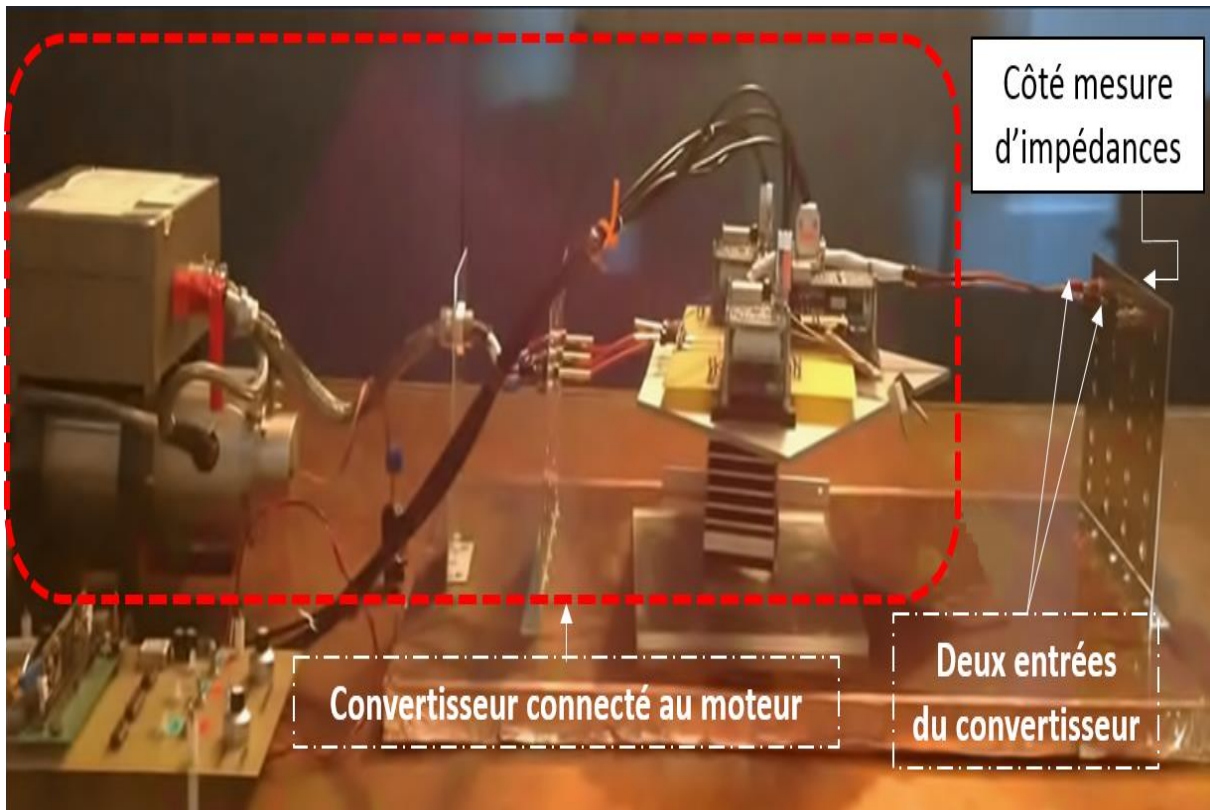 Côté mesure
d’impédances
Convertisseur connecté au moteur
Deux entrées
du convertisseur